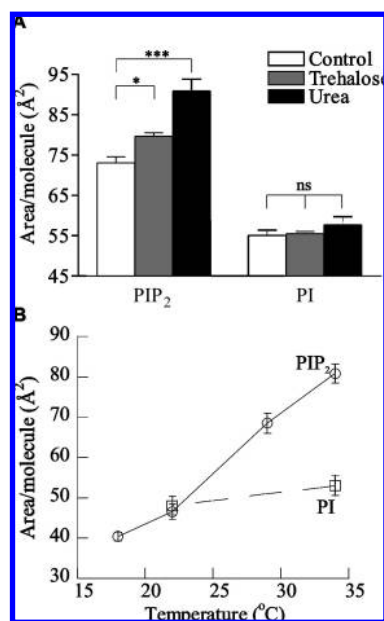 A
***
*
Control
Trehalose
Urea
Area/molecule (Å²)
95
85
75
65
55
45
ns
PIP₂
PI
B
Area/molecule (Å²)
90
80
70
60
50
40
30
PIP₂
PI
15
20
25
30
35
Temperature (°C)